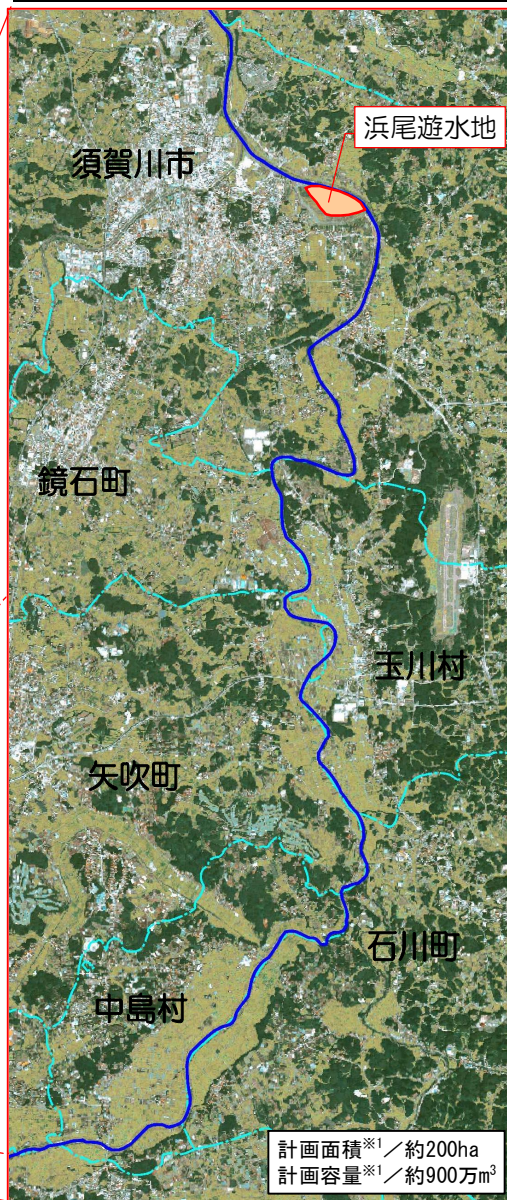 浜尾遊水地
須賀川市
鏡石町
玉川村
矢吹町
石川町
中島村
計画面積※1／約200ha
計画容量※1／約900万m³